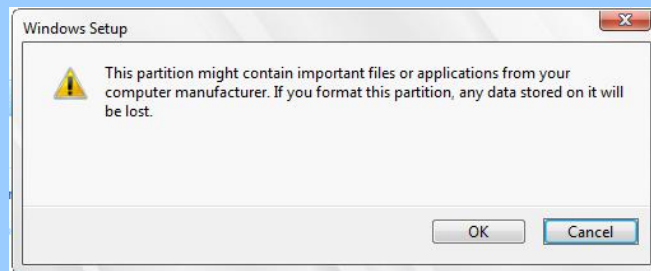 Windows Setup
This partition might contain important files or applications from your
computer manufacturer. If you format this partition, any data stored on it will
be lost.
OK
Cancel